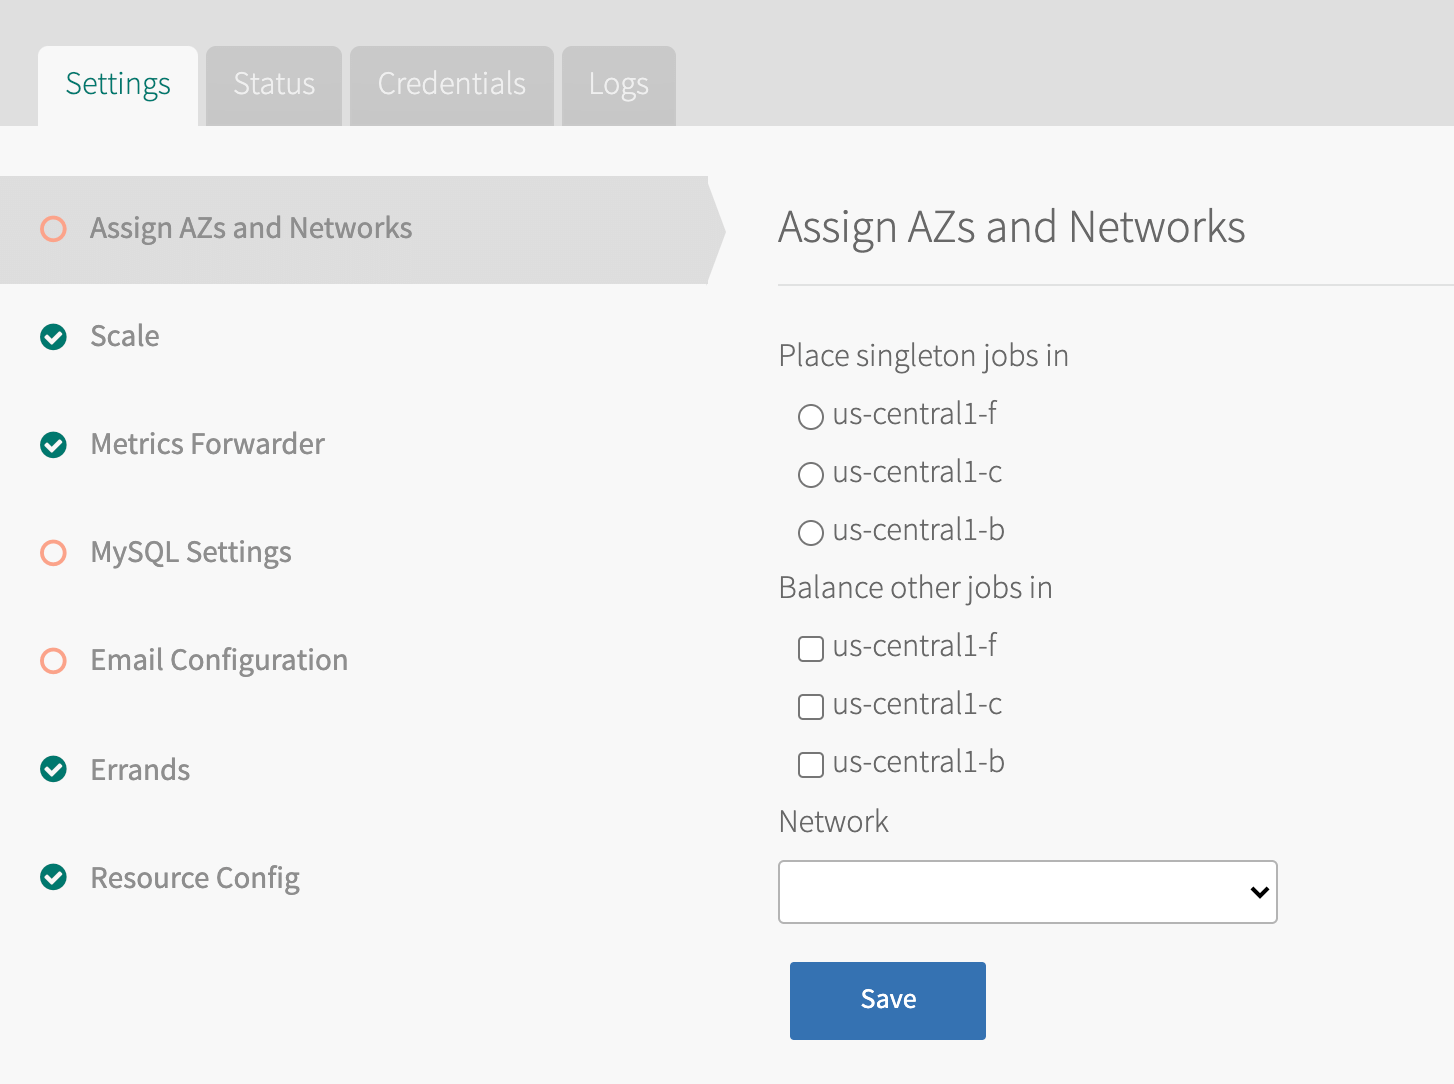 Settings
Status
Credentials
Logs
Assign AZs and Networks
Scale
Metrics Forwarder
MySQL Settings
Email Configuration
Errands
Resource Config
Assign AZs and Networks
Place singleton jobs in
us-central1-f
us-central1-c
us-central1-b
Balance other jobs in
us-central1-f
us-central1-c
us-central1-b
Network
Save